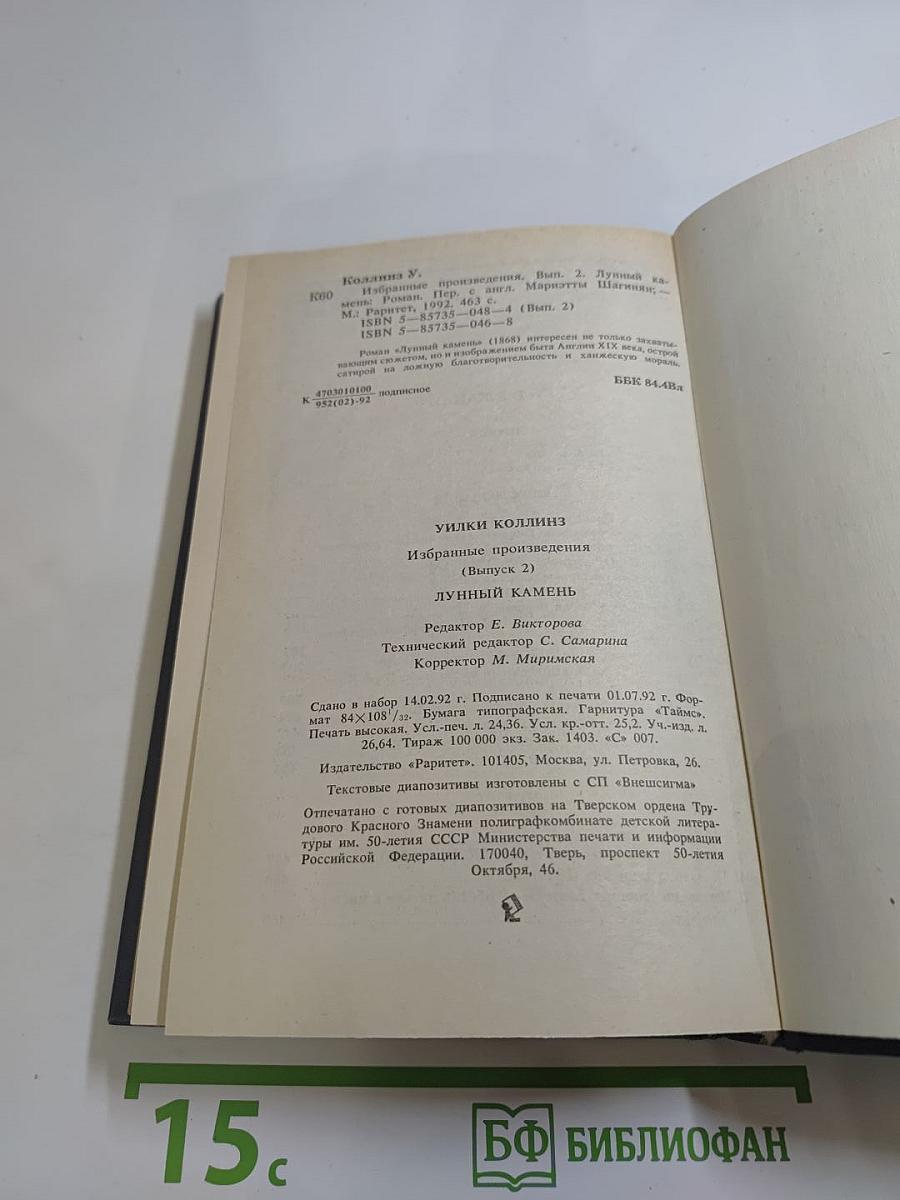 Коллинз У.
К60 Избранные произведения. Вып. 2. Лунный ка-
мень: Роман. Пер. с англ. Мариэтты Шагинян; —
М.: Раритет, 1992. 463 с.
ISBN 5—85735—048—4 (Вып. 2)
ISBN 5—85735—046—8
Роман «Лунный камень» (1868) интересен не только захваты-
вающим сюжетом, но и изображением быта Англии XIX века, острой
сатирой на ложную благотворительность и ханжескую мораль.
К 4703010100 подписное
952(02)-92
ББК 84.4Вл
УИЛКИ КОЛЛИНЗ
Избранные произведения
(Выпуск 2)
ЛУННЫЙ КАМЕНЬ
Редактор Е. Викторова
Технический редактор С. Самарина
Корректор М. Миримская
Сдано в набор 14.02.92 г. Подписано к печати 01.07.92 г. Фор-
мат 84×108¹/₃₂. Бумага типографская. Гарнитура «Таймс».
Печать высокая. Усл.-печ. л. 24,36. Усл. кр.-отт. 25,2. Уч.-изд. л.
26,64. Тираж 100 000 экз. Зак. 1403. «С» 007.
Издательство «Раритет». 101405, Москва, ул. Петровка, 26.
Текстовые диапозитивы изготовлены с СП «Внешсигма»
Отпечатано с готовых диапозитивов на Тверском ордена Тру-
дового Красного Знамени полиграфкомбинате детской литера-
туры им. 50-летия СССР Министерства печати и информации
Российской Федерации. 170040, Тверь, проспект 50-летия
Октября, 46.
15 с
БФ БИБЛИОФАН